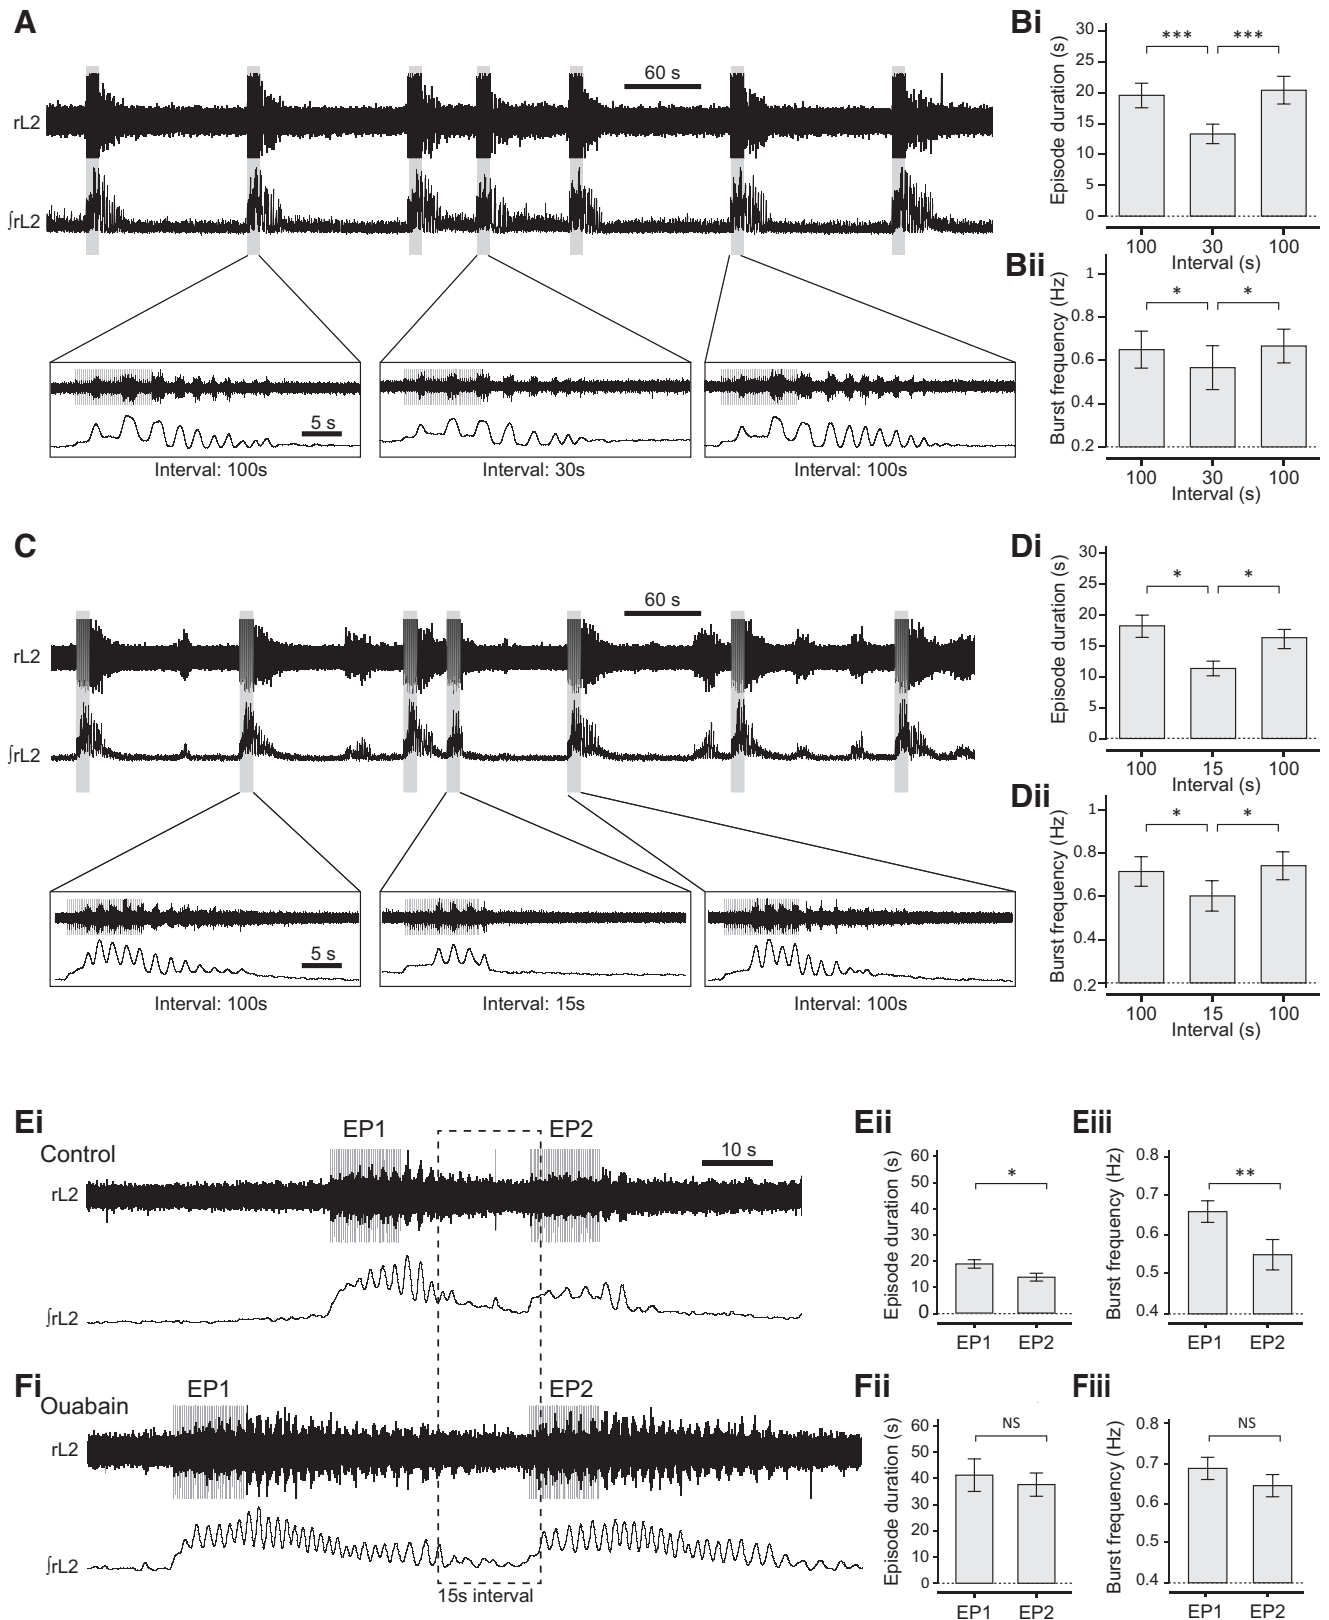 A
rL2
∫rL2
60 s
5 s
Interval: 100s
Interval: 30s
Interval: 100s
Bi
Episode duration (s)
30
25
20
15
10
5
0
*** ***
100 30 100
Interval (s)
Bii
Burst frequency (Hz)
1
0.8
0.6
0.4
0.2
* *
100 30 100
Interval (s)
C
rL2
∫rL2
60 s
5 s
Interval: 100s
Interval: 15s
Interval: 100s
Di
Episode duration (s)
30
25
20
15
10
5
0
* *
100 15 100
Interval (s)
Dii
Burst frequency (Hz)
1
0.8
0.6
0.4
0.2
* *
100 15 100
Interval (s)
Ei
Control
EP1
EP2
10 s
rL2
∫rL2
Eii
Episode duration (s)
60
50
40
30
20
10
0
*
EP1 EP2
Eiii
Burst frequency (Hz)
0.8
0.7
0.6
0.5
0.4
**
EP1 EP2
Fi
Ouabain
EP1
EP2
rL2
∫rL2
15s interval
Fii
Episode duration (s)
60
50
40
30
20
10
0
NS
EP1 EP2
Fiii
Burst frequency (Hz)
0.8
0.7
0.6
0.5
0.4
NS
EP1 EP2